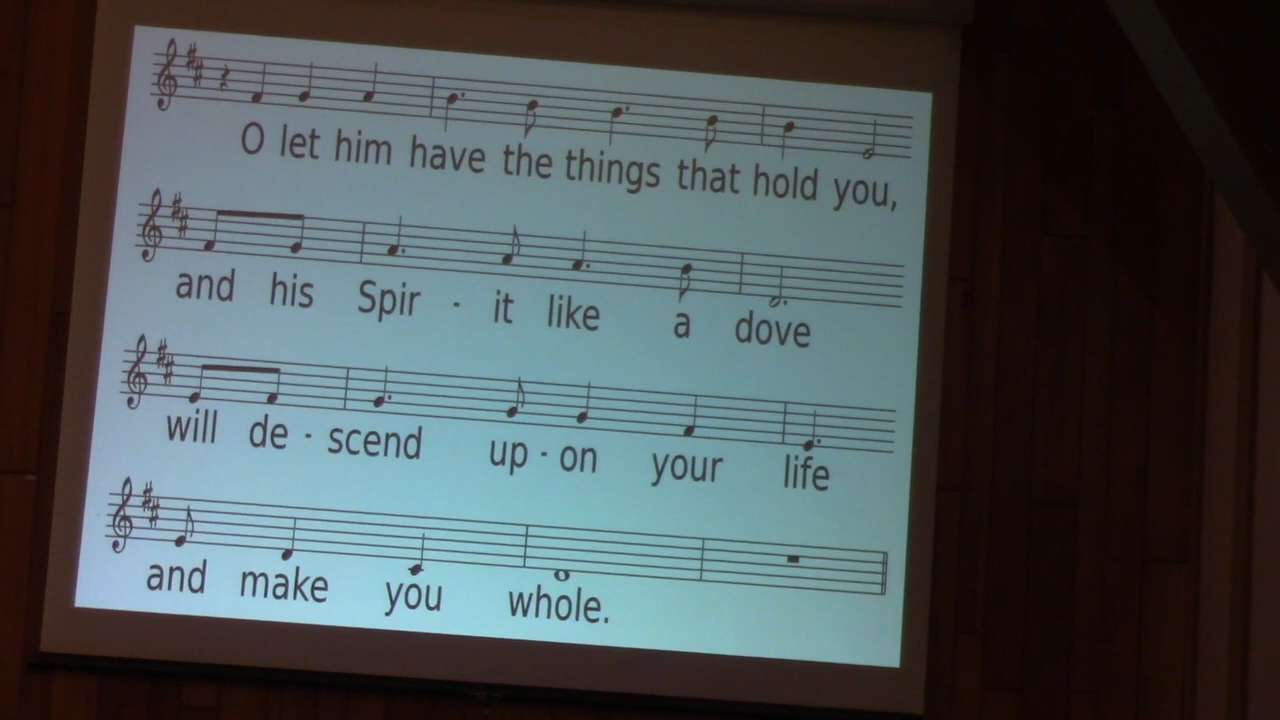 O let him have the things that hold you,
and his Spir - it like a dove
will de - scend up - on your life
and make you whole.